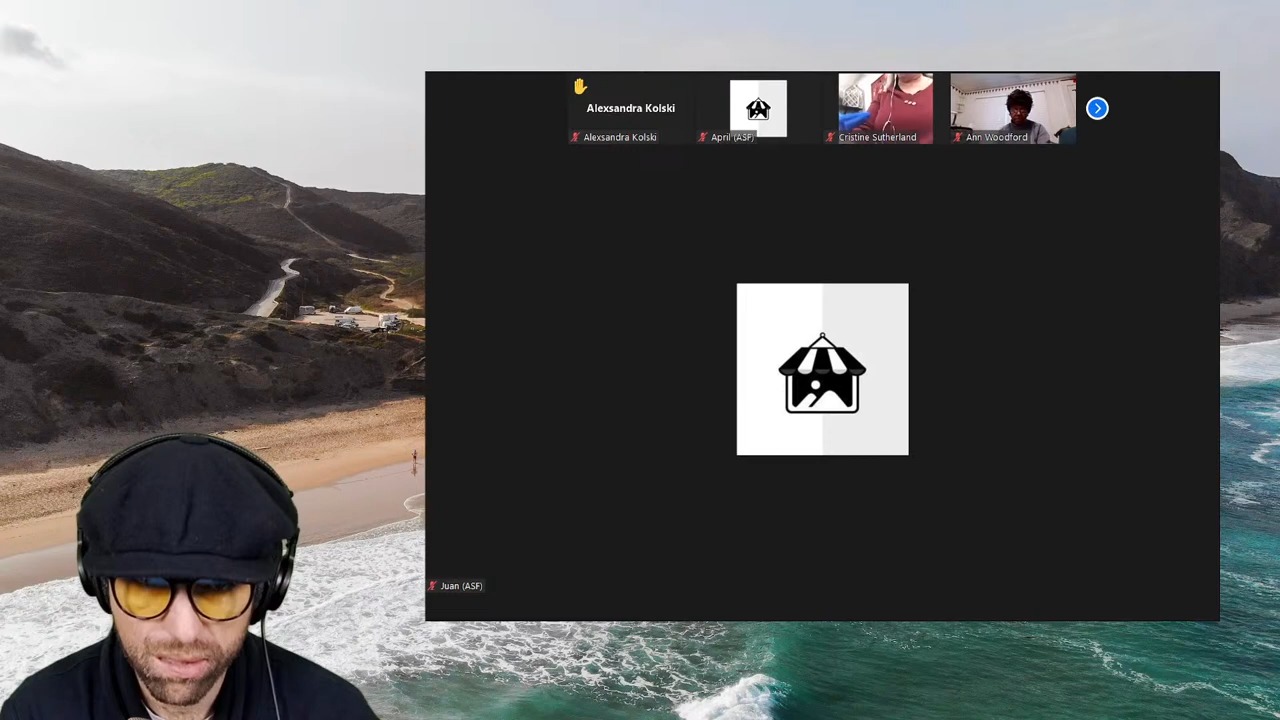 Alexsandra Kolski
Alexsandra Kolski
April (ASF)
Cristine Sutherland
Ann Woodford
Juan (ASF)